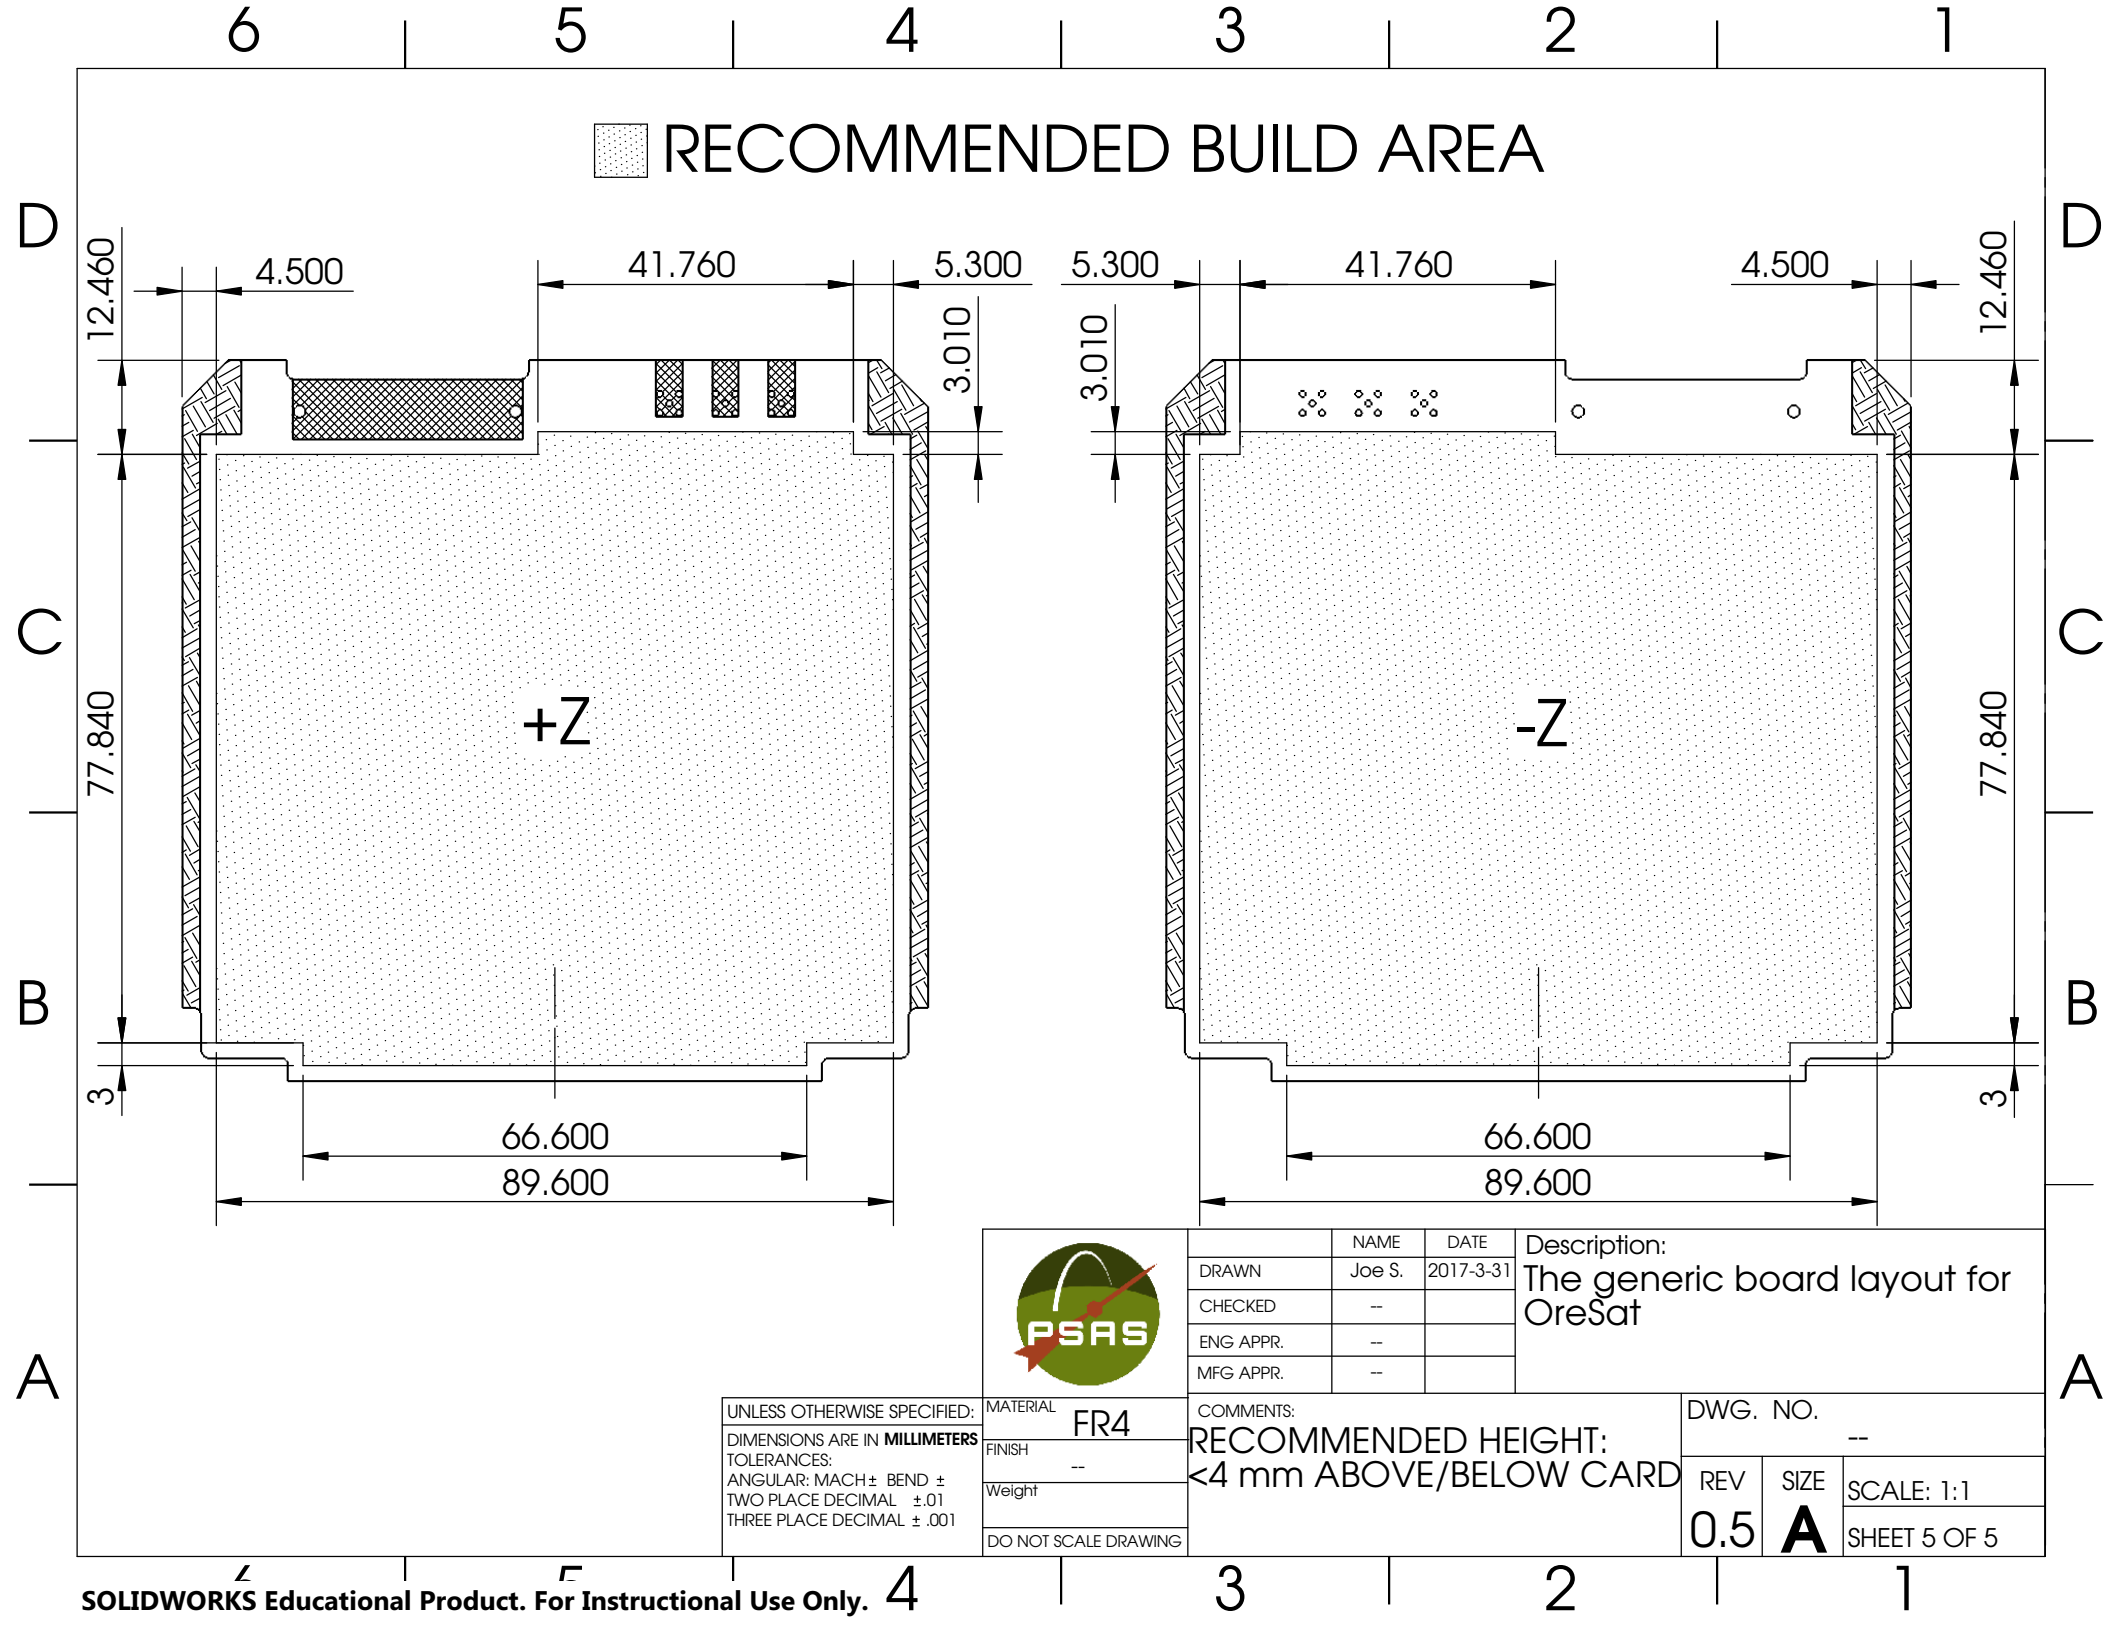 6 5 4 3 2 1
RECOMMENDED BUILD AREA
D D
12.460 4.500 41.760 5.300 5.300 41.760 4.500 12.460
3.010 3.010
C C
77.840 +Z -Z 77.840
B B
3 3
66.600 66.600
89.600 89.600
A A
PSAS
NAME DATE
DRAWN Joe S. 2017-3-31
CHECKED --
ENG APPR. --
MFG APPR. --
Description:
The generic board layout for
OreSat
UNLESS OTHERWISE SPECIFIED:
DIMENSIONS ARE IN MILLIMETERS
TOLERANCES:
ANGULAR: MACH ± BEND ±
TWO PLACE DECIMAL ±.01
THREE PLACE DECIMAL ± .001
MATERIAL
FR4
FINISH
--
Weight
DO NOT SCALE DRAWING
COMMENTS:
RECOMMENDED HEIGHT:
<4 mm ABOVE/BELOW CARD
DWG. NO.
--
REV
0.5
SIZE
A
SCALE: 1:1
SHEET 5 OF 5
4 3 2 1
SOLIDWORKS Educational Product. For Instructional Use Only.